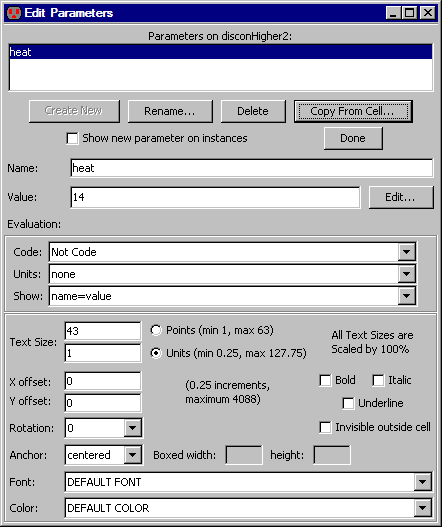 Edit Parameters
Parameters on disconHigher2:
heat
Create New Rename... Delete Copy From Cell...
Show new parameter on instances Done
Name: heat
Value: 14 Edit...
Evaluation:
Code: Not Code
Units: none
Show: name=value
Text Size: 43 Points (min 1, max 63)
1 Units (min 0.25, max 127.75)
All Text Sizes are
Scaled by 100%
X offset: 0
Y offset: 0
(0.25 increments,
maximum 4088)
Bold Italic
Underline
Rotation: 0 Invisible outside cell
Anchor: centered Boxed width: height:
Font: DEFAULT FONT
Color: DEFAULT COLOR